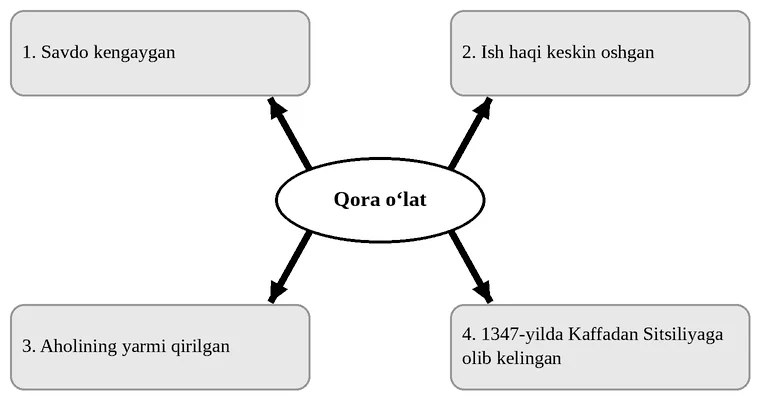 1. Savdo kengaygan
2. Ish haqi keskin oshgan
Qora o‘lat
3. Aholining yarmi qirilgan
4. 1347-yilda Kaffadan Sitsiliyaga
olib kelingan